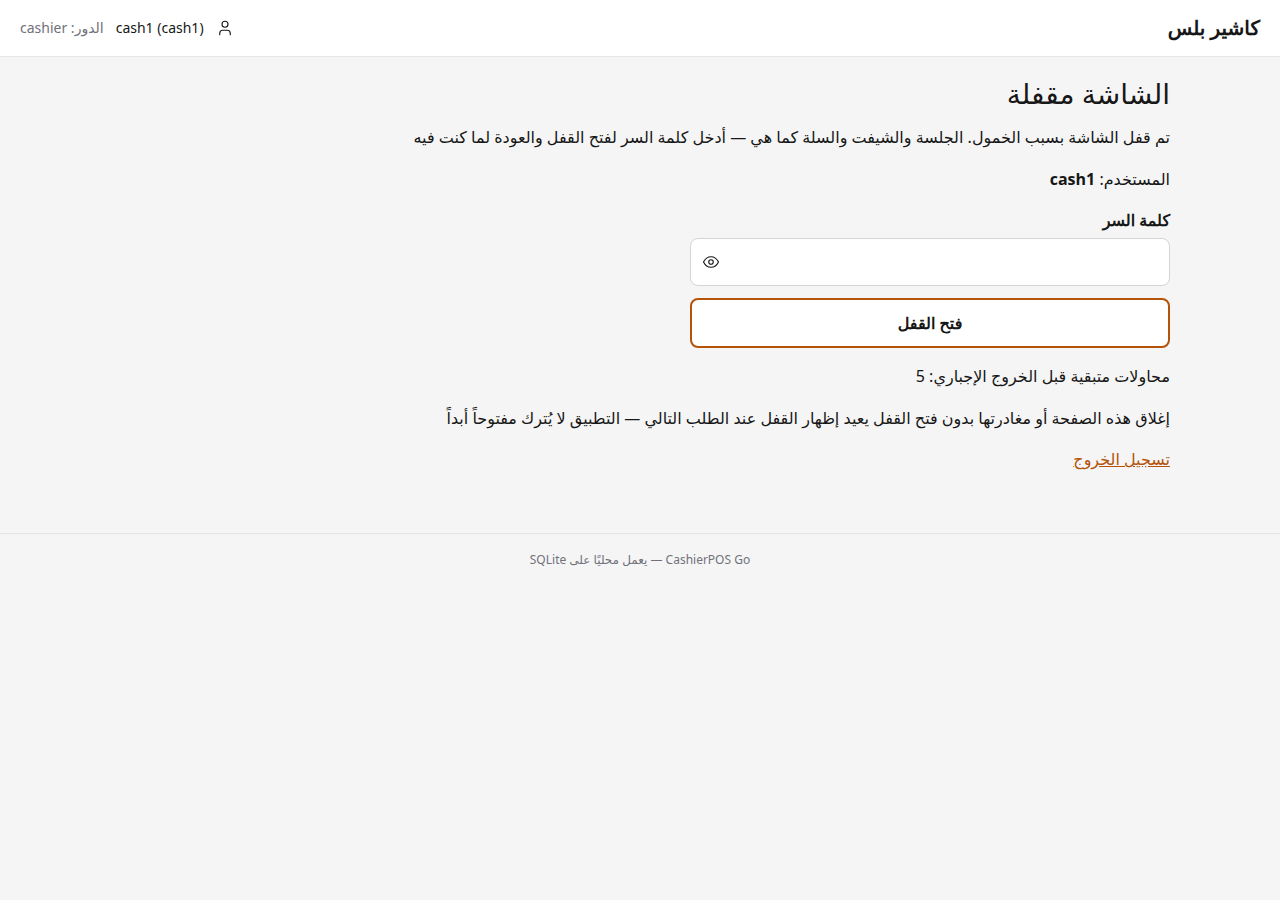 كاشير بلس
cash1 (cash1) الدور: cashier
الشاشة مقفلة
تم قفل الشاشة بسبب الخمول. الجلسة والشيفت والسلة كما هي — أدخل كلمة السر لفتح القفل والعودة لما كنت فيه
المستخدم: cash1
كلمة السر
فتح القفل
محاولات متبقية قبل الخروج الإجباري: 5
إغلاق هذه الصفحة أو مغادرتها بدون فتح القفل يعيد إظهار القفل عند الطلب التالي — التطبيق لا يُترك مفتوحاً أبداً
تسجيل الخروج
CashierPOS Go — يعمل محليًا على SQLite